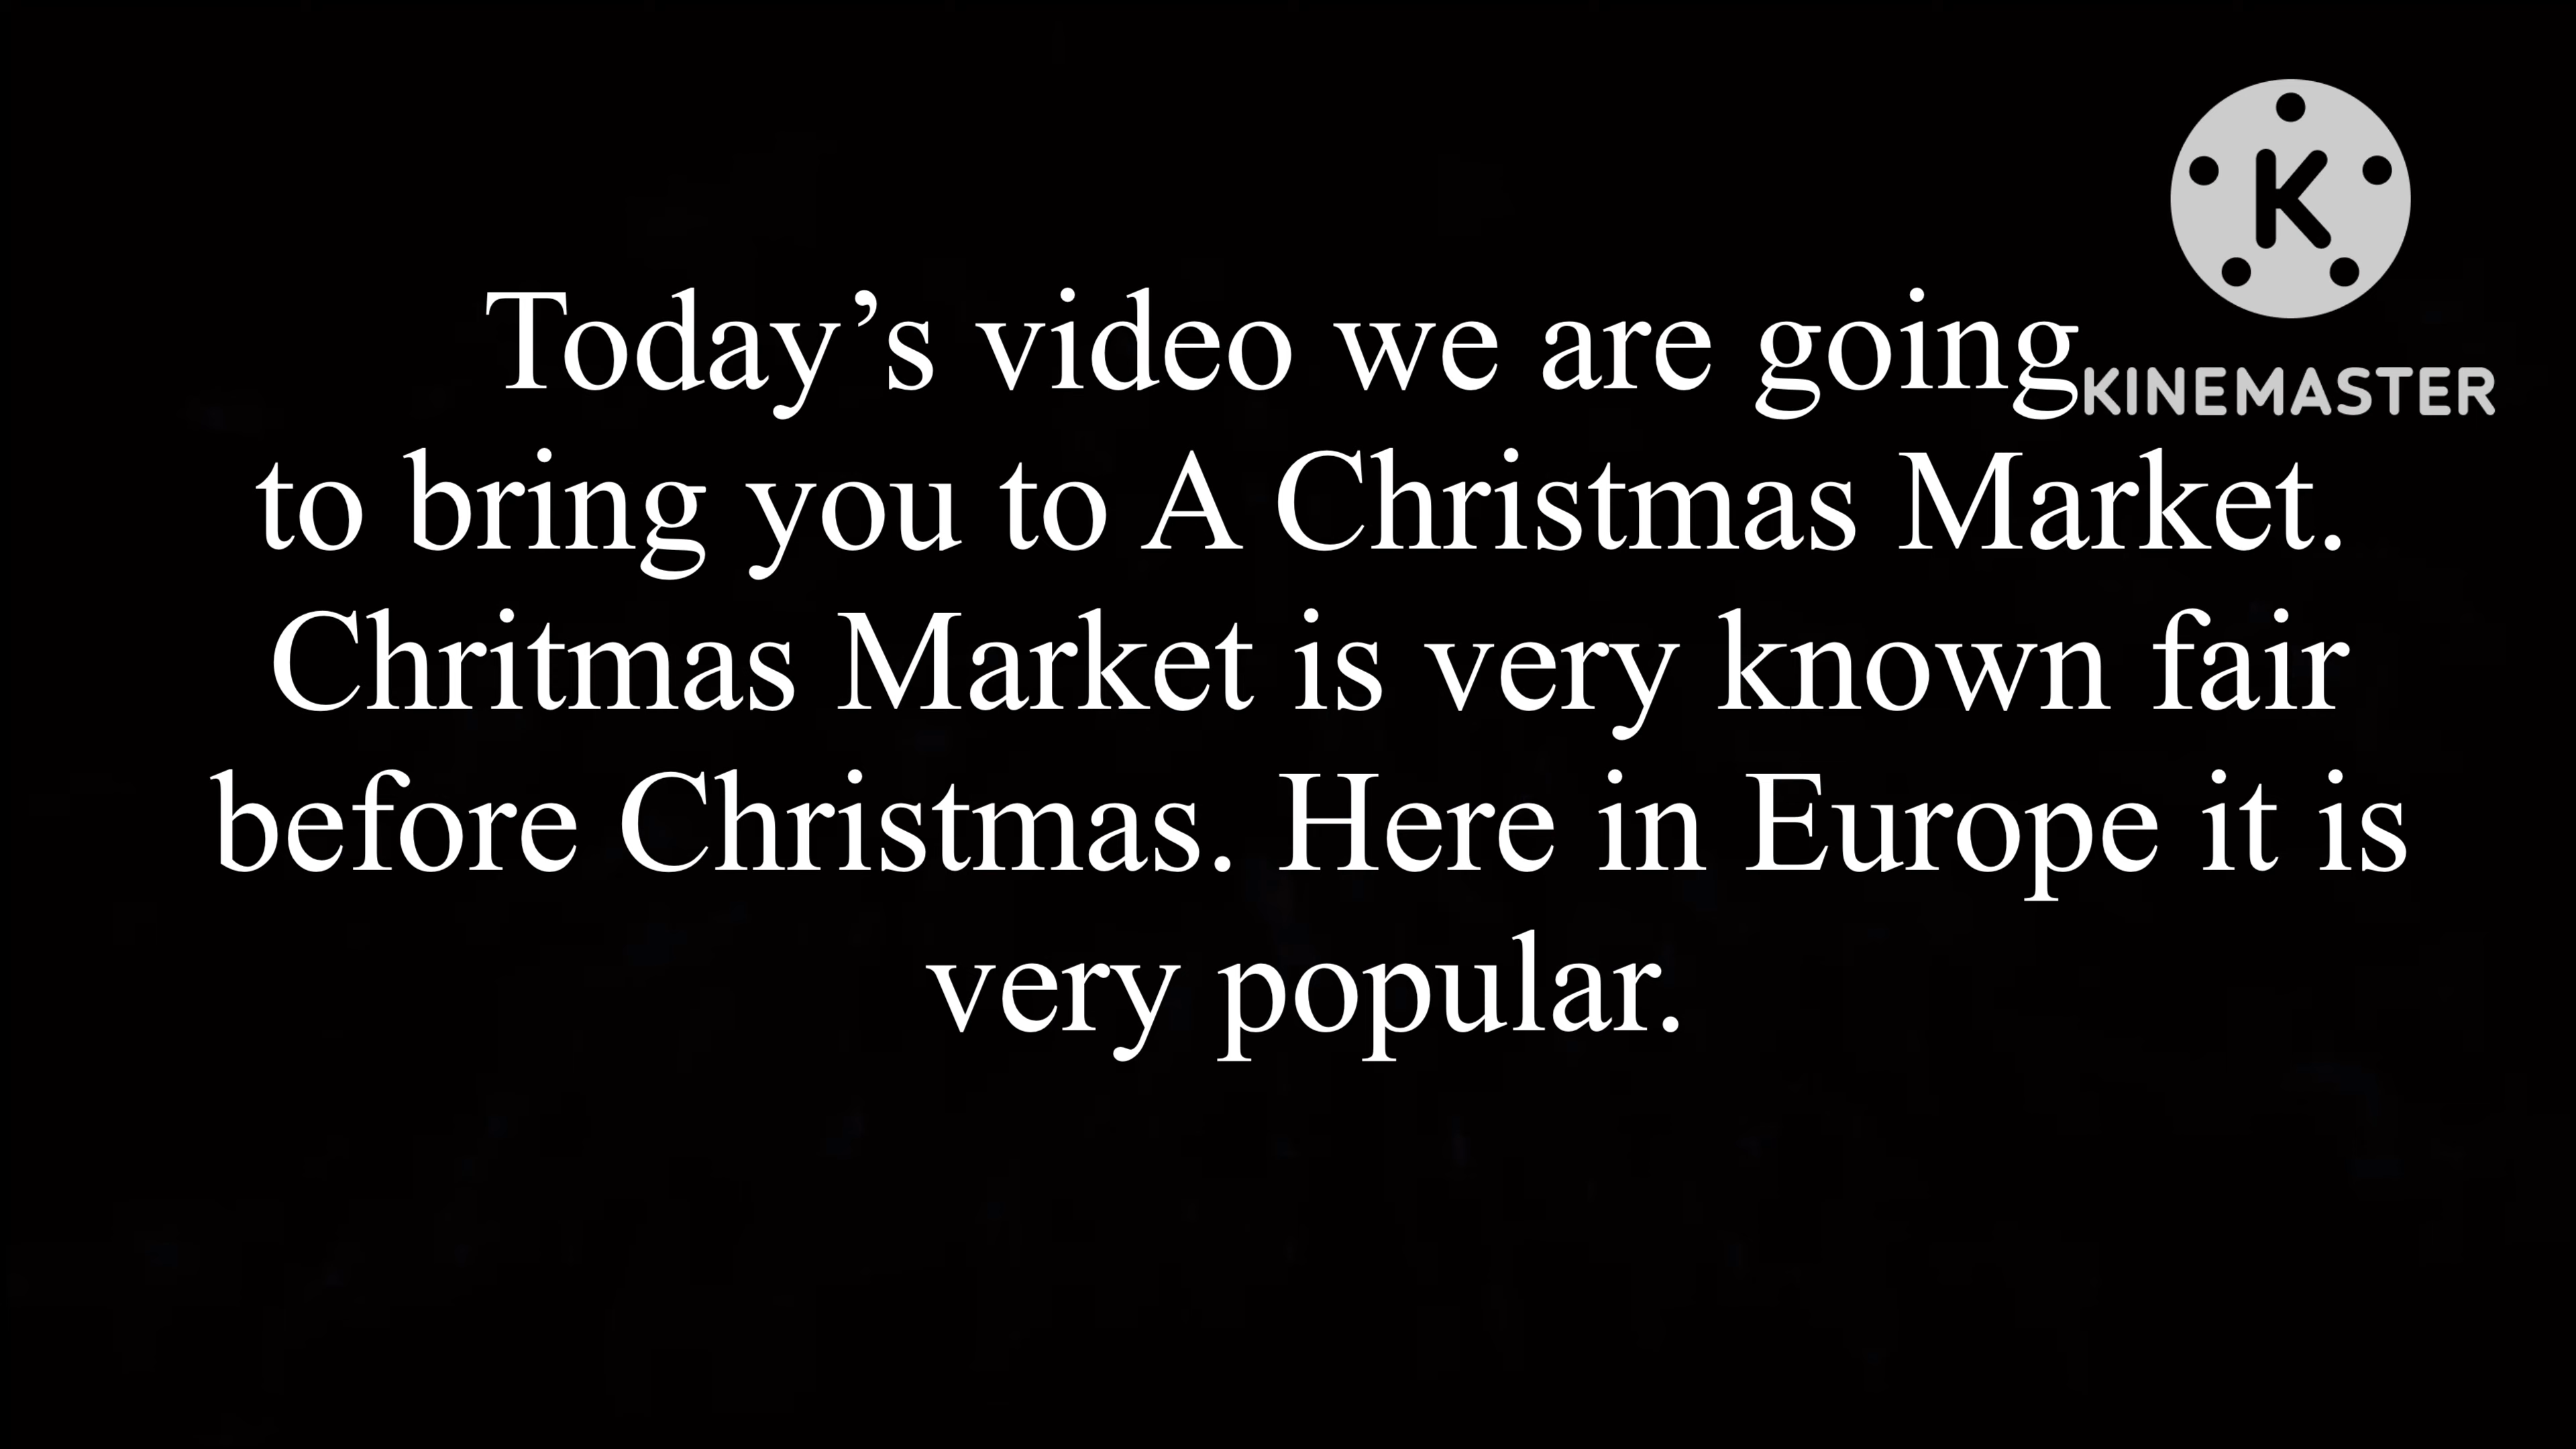 K
Today’s video we are going
KINEMASTER
to bring you to A Christmas Market.
Chritmas Market is very known fair
before Christmas. Here in Europe it is
very popular.